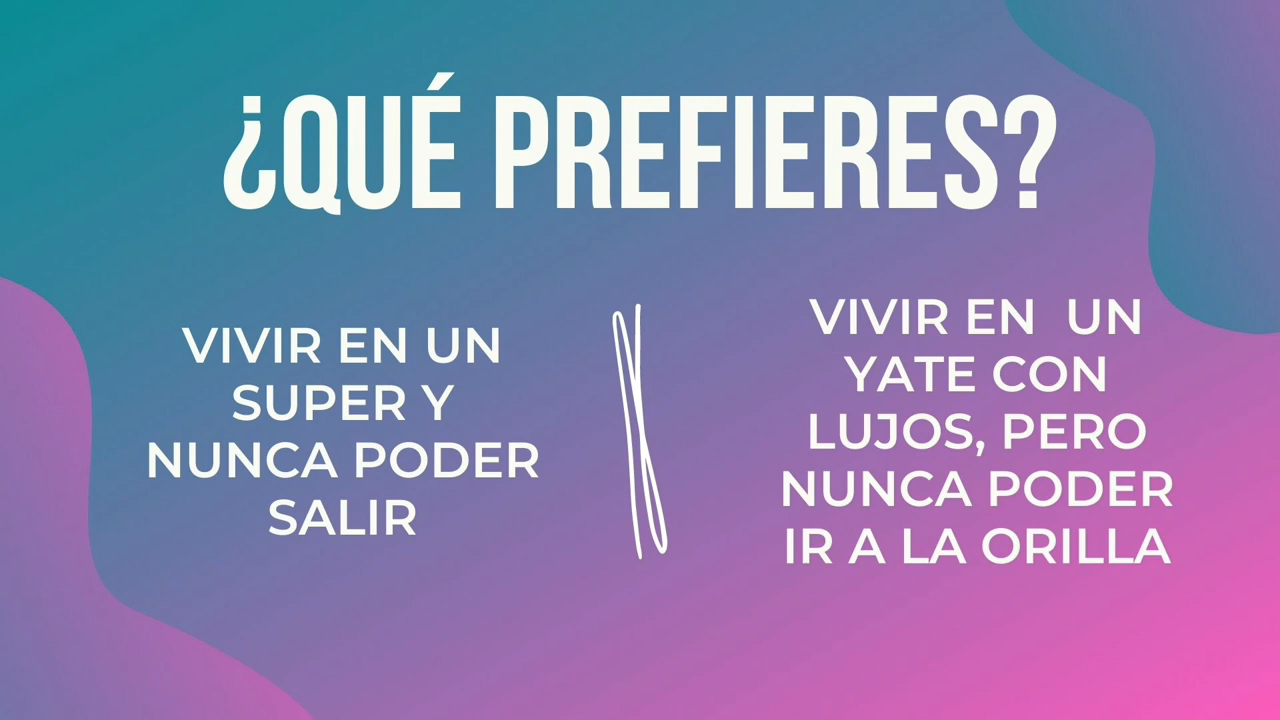 ¿QUÉ PREFIERES?
VIVIR EN UN
SUPER Y
NUNCA PODER
SALIR
VIVIR EN  UN
YATE CON
LUJOS, PERO
NUNCA PODER
IR A LA ORILLA